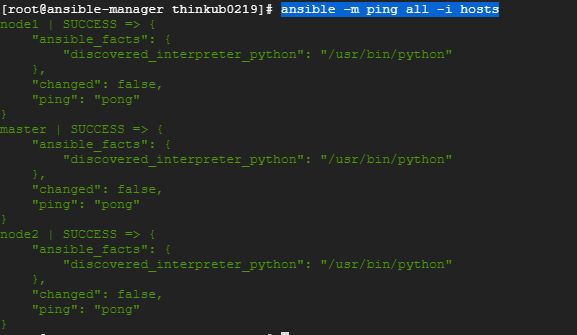 [root@ansible-manager thinkub0219]# ansible -m ping all -i hosts
node1 | SUCCESS => {
    "ansible_facts": {
        "discovered_interpreter_python": "/usr/bin/python"
    },
    "changed": false,
    "ping": "pong"
}
master | SUCCESS => {
    "ansible_facts": {
        "discovered_interpreter_python": "/usr/bin/python"
    },
    "changed": false,
    "ping": "pong"
}
node2 | SUCCESS => {
    "ansible_facts": {
        "discovered_interpreter_python": "/usr/bin/python"
    },
    "changed": false,
    "ping": "pong"
}